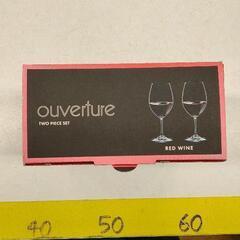 ouverture
TWO PIECE SET
RED WINE
40 50 60